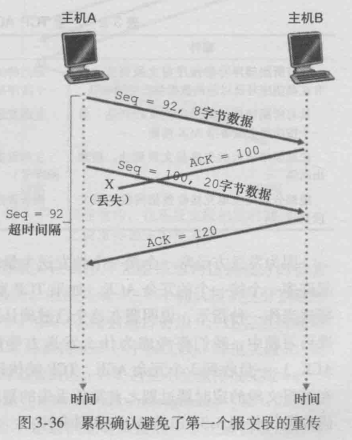 主机A
主机B
Seq = 92, 8字节数据
ACK = 100
Seq = 100, 20字节数据
X
(丢失)
Seq = 92
超时间隔
ACK = 120
时间
时间
图 3-36 累积确认避免了第一个报文段的重传